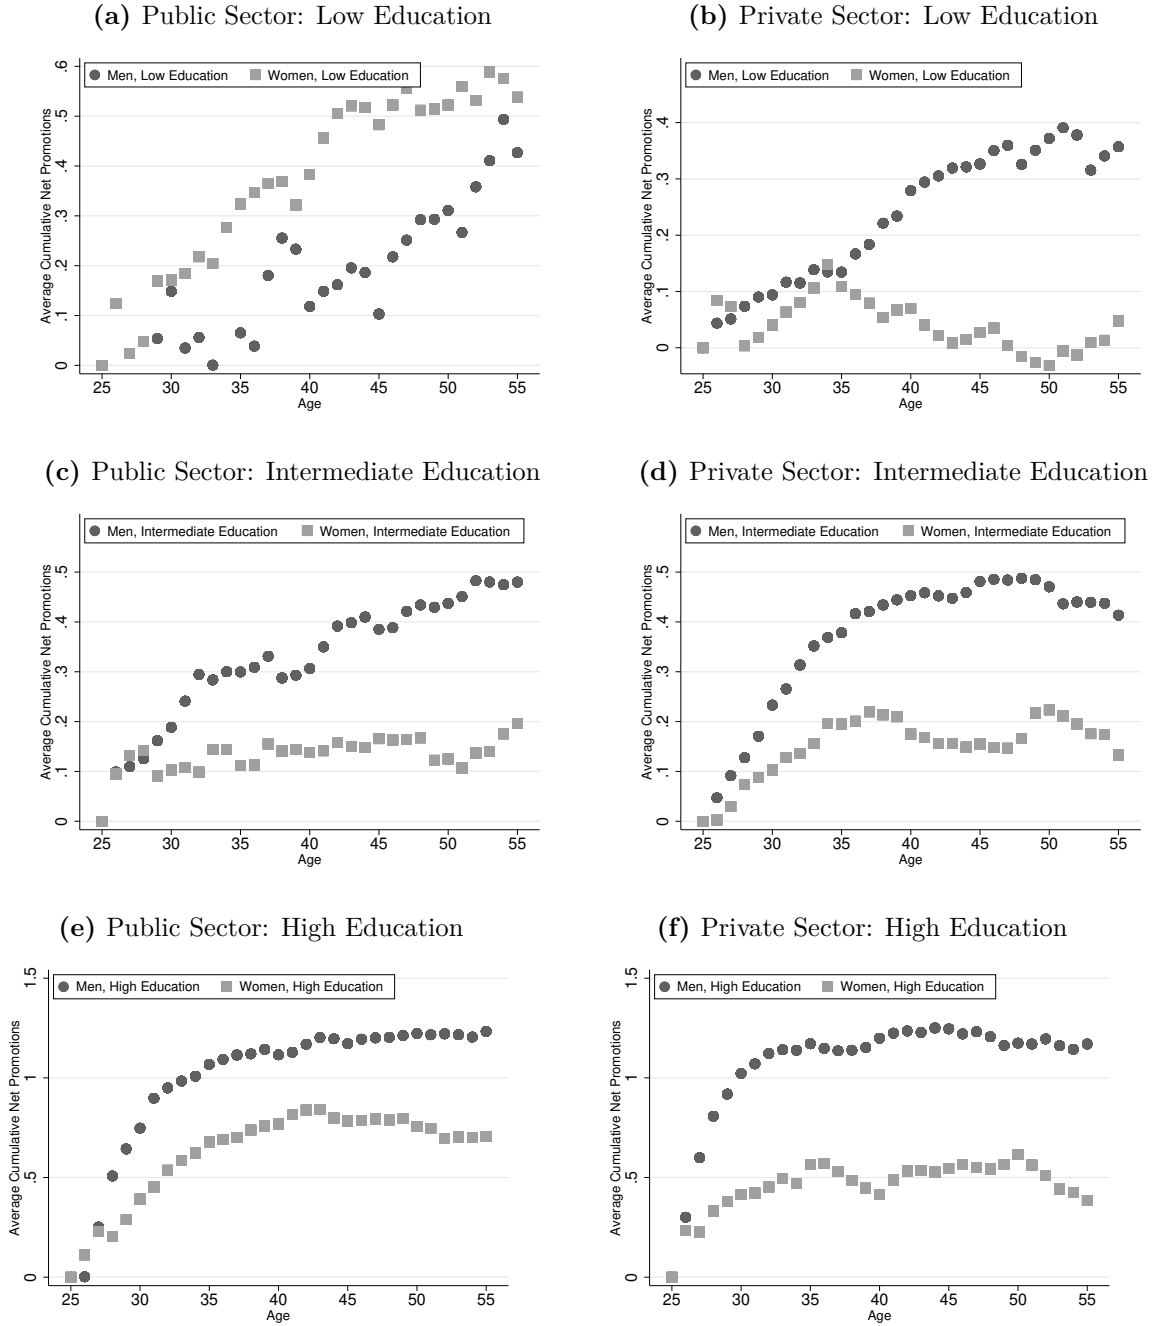 (a) Public Sector: Low Education
Men, Low Education
Women, Low Education
Average Cumulative Net Promotions
.6
.5
.4
.3
.2
.1
0
25 30 35 40 45 50 55
Age
(b) Private Sector: Low Education
Men, Low Education
Women, Low Education
Average Cumulative Net Promotions
.4
.3
.2
.1
0
25 30 35 40 45 50 55
Age
(c) Public Sector: Intermediate Education
Men, Intermediate Education
Women, Intermediate Education
Average Cumulative Net Promotions
.5
.4
.3
.2
.1
0
25 30 35 40 45 50 55
Age
(d) Private Sector: Intermediate Education
Men, Intermediate Education
Women, Intermediate Education
Average Cumulative Net Promotions
.5
.4
.3
.2
.1
0
25 30 35 40 45 50 55
Age
(e) Public Sector: High Education
Men, High Education
Women, High Education
Average Cumulative Net Promotions
1.5
1
.5
0
25 30 35 40 45 50 55
Age
(f) Private Sector: High Education
Men, High Education
Women, High Education
Average Cumulative Net Promotions
1.5
1
.5
0
25 30 35 40 45 50 55
Age